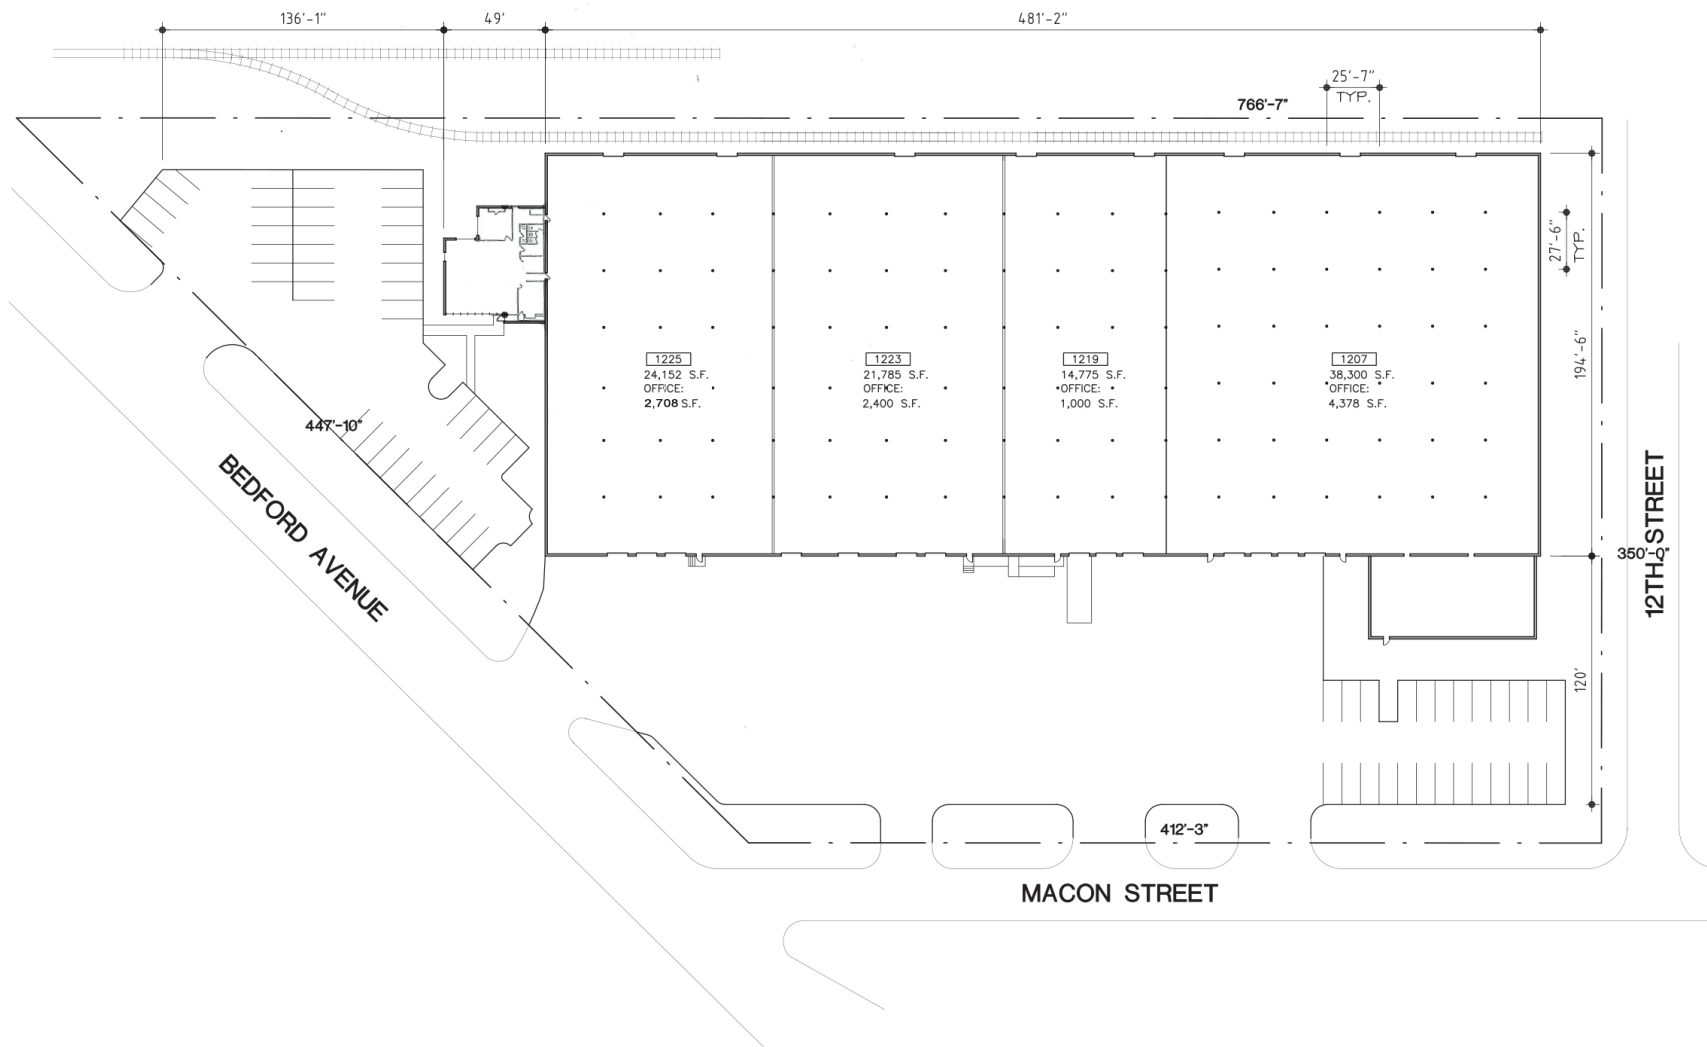 136'-1"
49'
481'-2"
25'-7"
TYP.
766'-7"
27'-6"
TYP.
194'-6"
1225
24,152 S.F.
OFFICE:
2,708 S.F.
1223
21,785 S.F.
OFFICE:
2,400 S.F.
1219
14,775 S.F.
OFFICE:
1,000 S.F.
1207
38,300 S.F.
OFFICE:
4,378 S.F.
447'-10"
BEDFORD AVENUE
350'-0"
12TH STREET
120'
412'-3"
MACON STREET